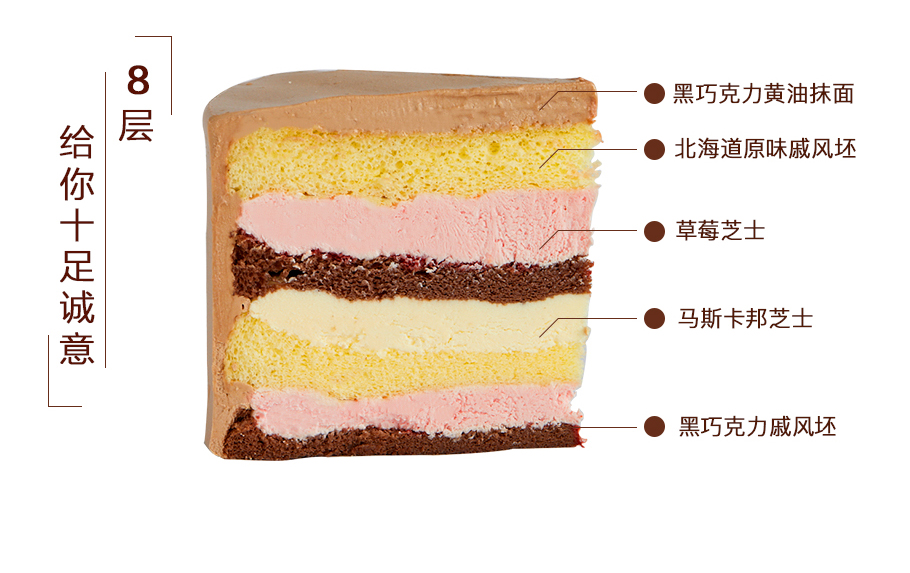 8层
给你十足诚意
黑巧克力黄油抹面
北海道原味戚风坯
草莓芝士
马斯卡邦芝士
黑巧克力戚风坯